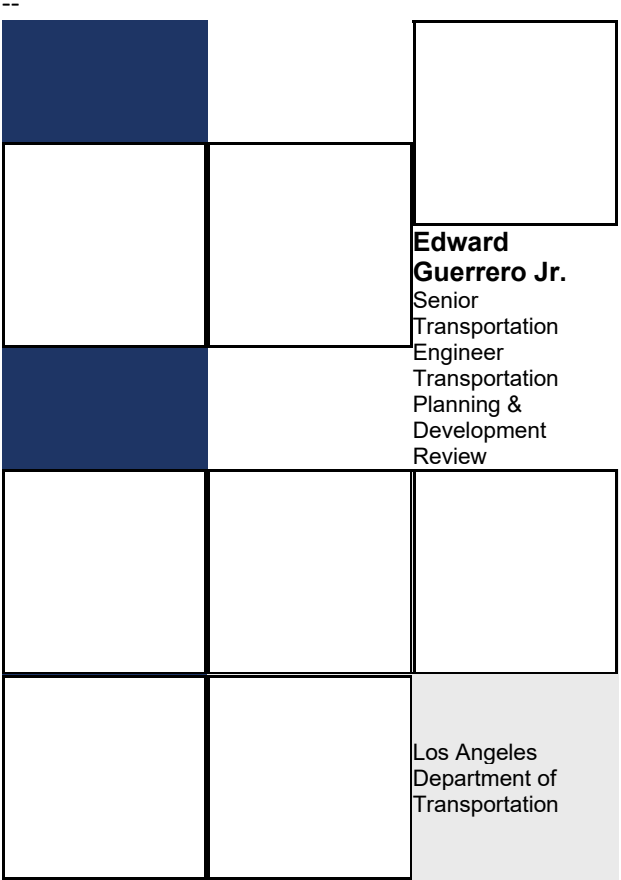 --
Edward
Guerrero Jr.
Senior
Transportation
Engineer
Transportation
Planning &
Development
Review
Los Angeles
Department of
Transportation